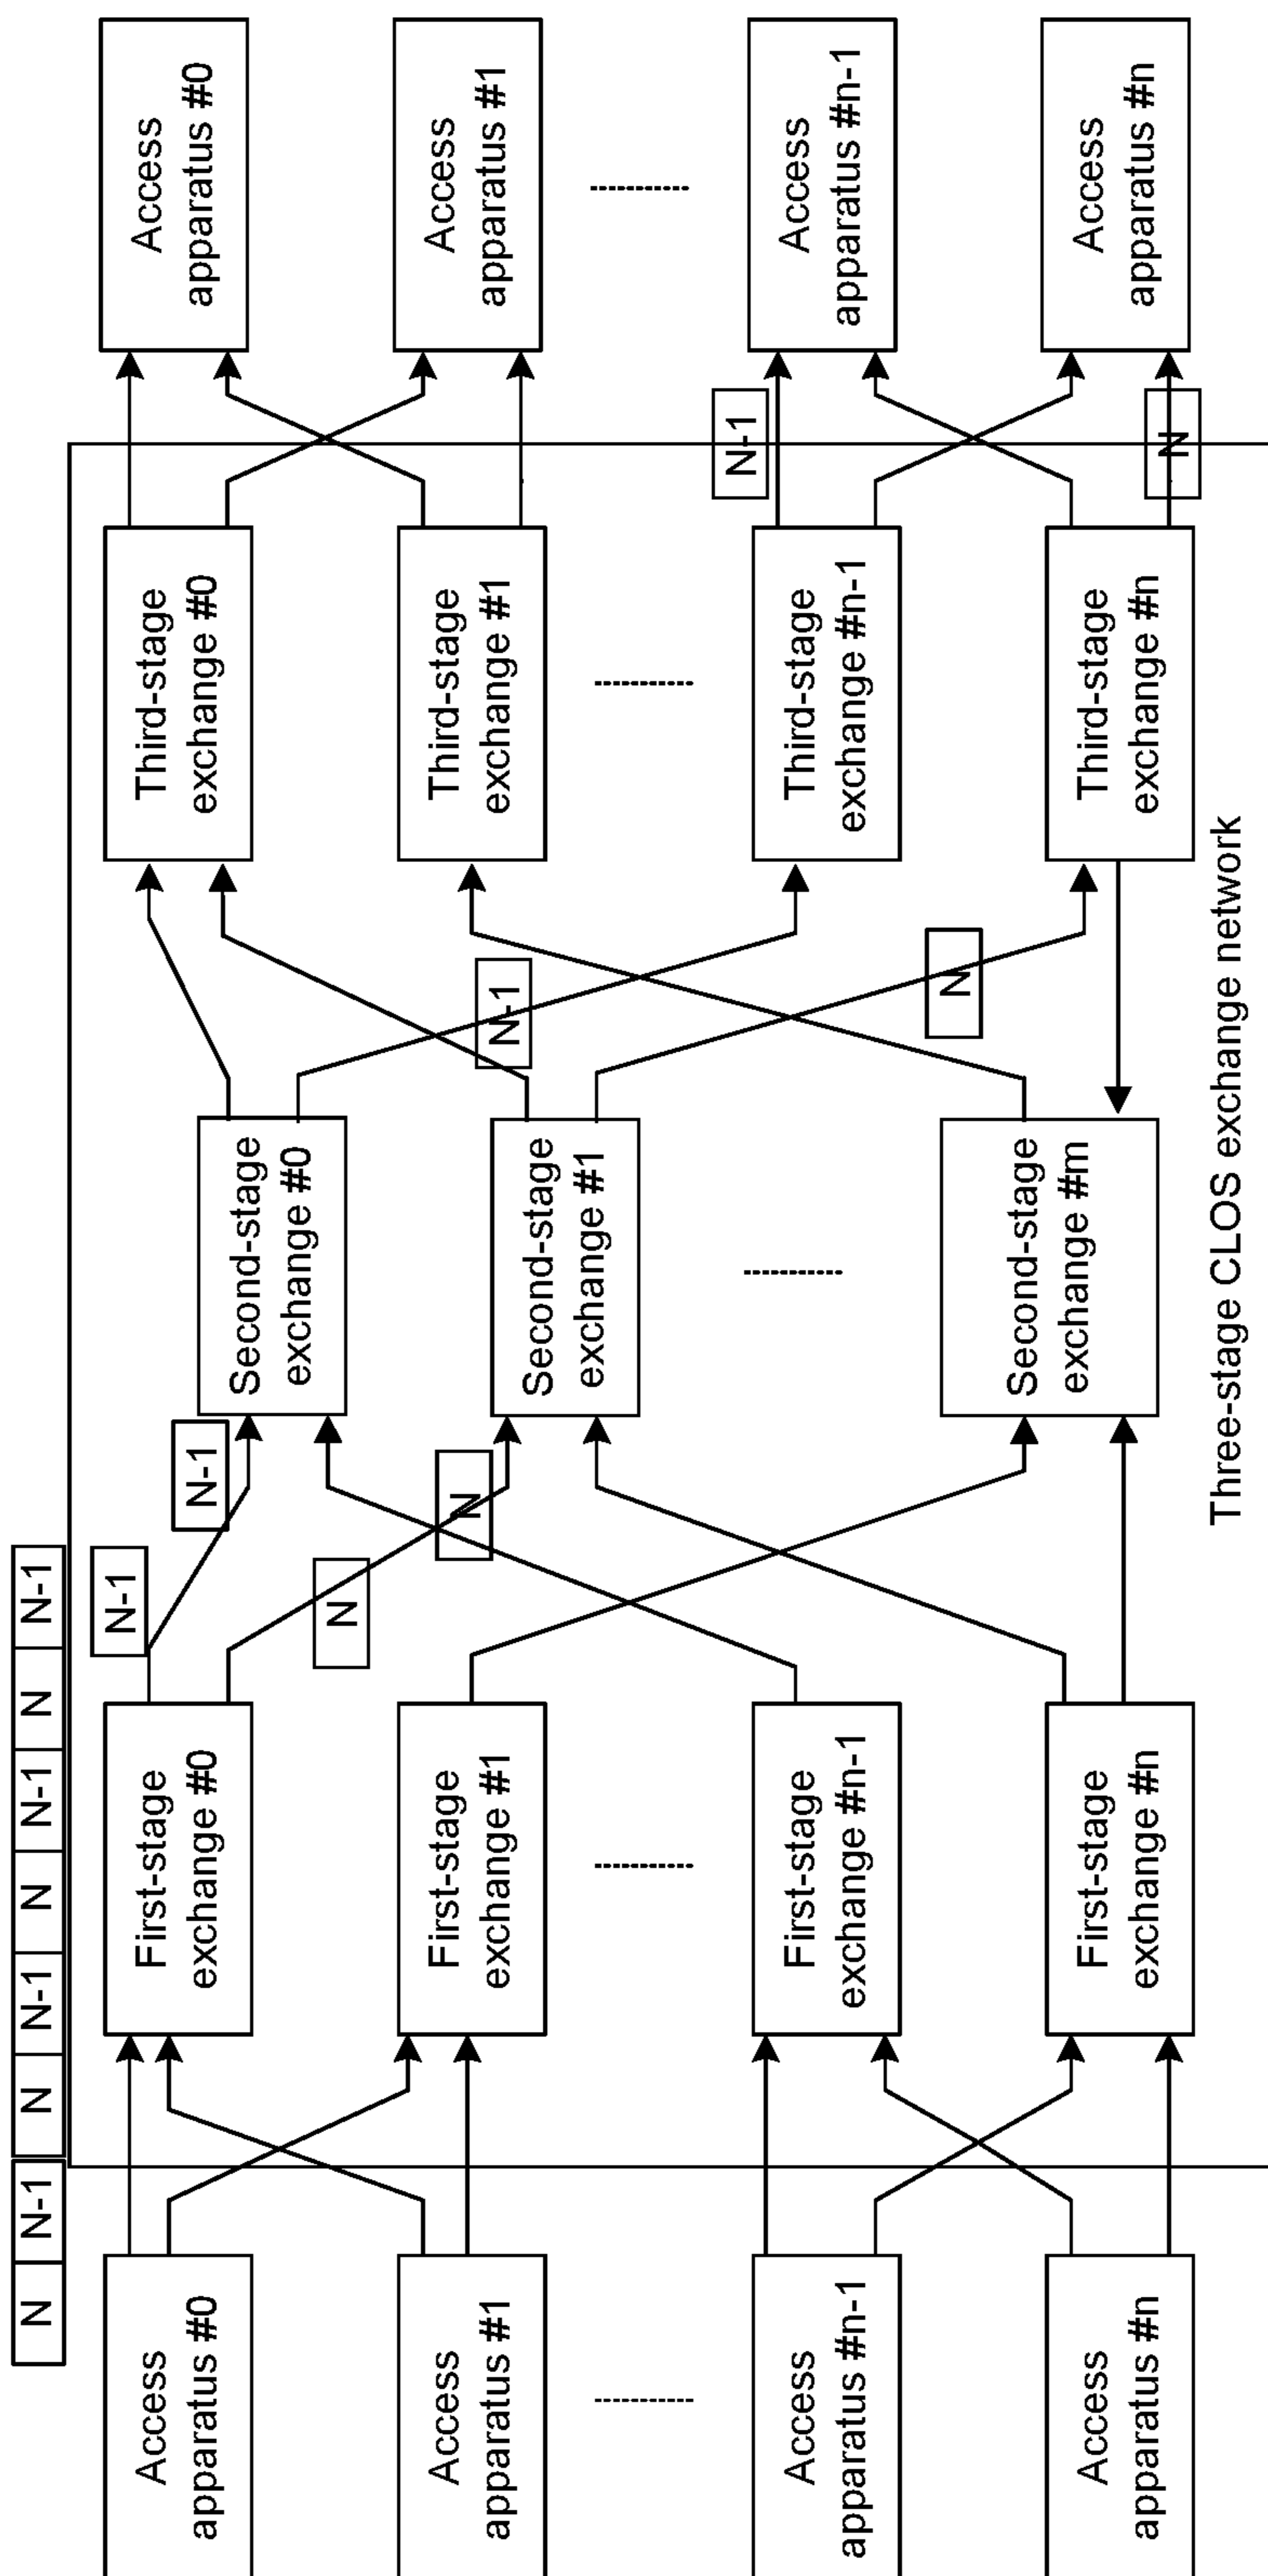 N N-1 N N-1 N N-1 N N-1
Access
apparatus #0
First-stage
exchange #0
N-1
N-1
Second-stage
exchange #0
Third-stage
exchange #0
Access
apparatus #0
N
N
Access
apparatus #1
First-stage
exchange #1
Second-stage
exchange #1
N-1
Third-stage
exchange #1
Access
apparatus #1
Access
apparatus #n-1
First-stage
exchange #n-1
Third-stage
exchange #n-1
N-1
Access
apparatus #n-1
N
Access
apparatus #n
First-stage
exchange #n
Second-stage
exchange #m
Third-stage
exchange #n
N
Access
apparatus #n
Three-stage CLOS exchange network